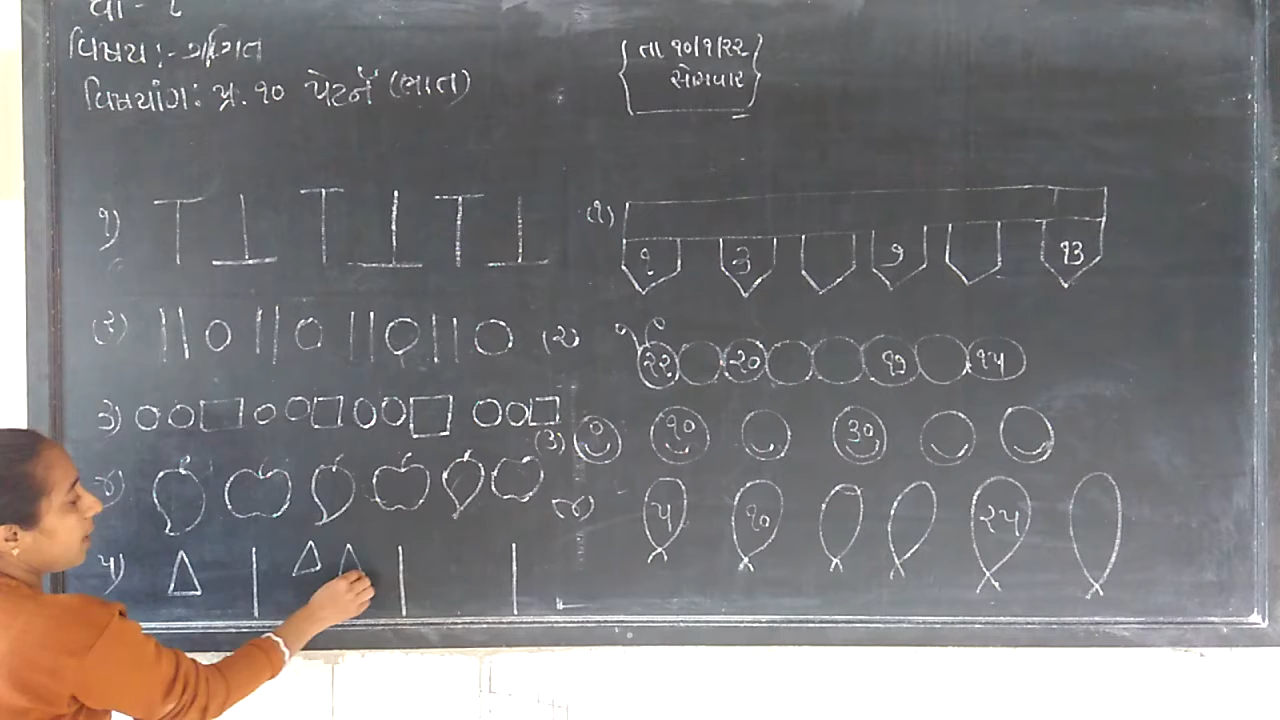 વિષય :- ગણિત
વિષયાંગ: પ્ર. ૧૦ પેટર્ન (ભાત)
તા ૧૦/૧/૨૨
સોમવાર
૧)
(૨)
૩)
૪)
૫)
(૧)
૧ ૩ ૭ ૧૩
(૨
૨૨ ૨૦ ૧૭ ૧૫
(૩)
૦ ૧૦ ૩૦
(૪)
૫ ૧૦ ૨૫